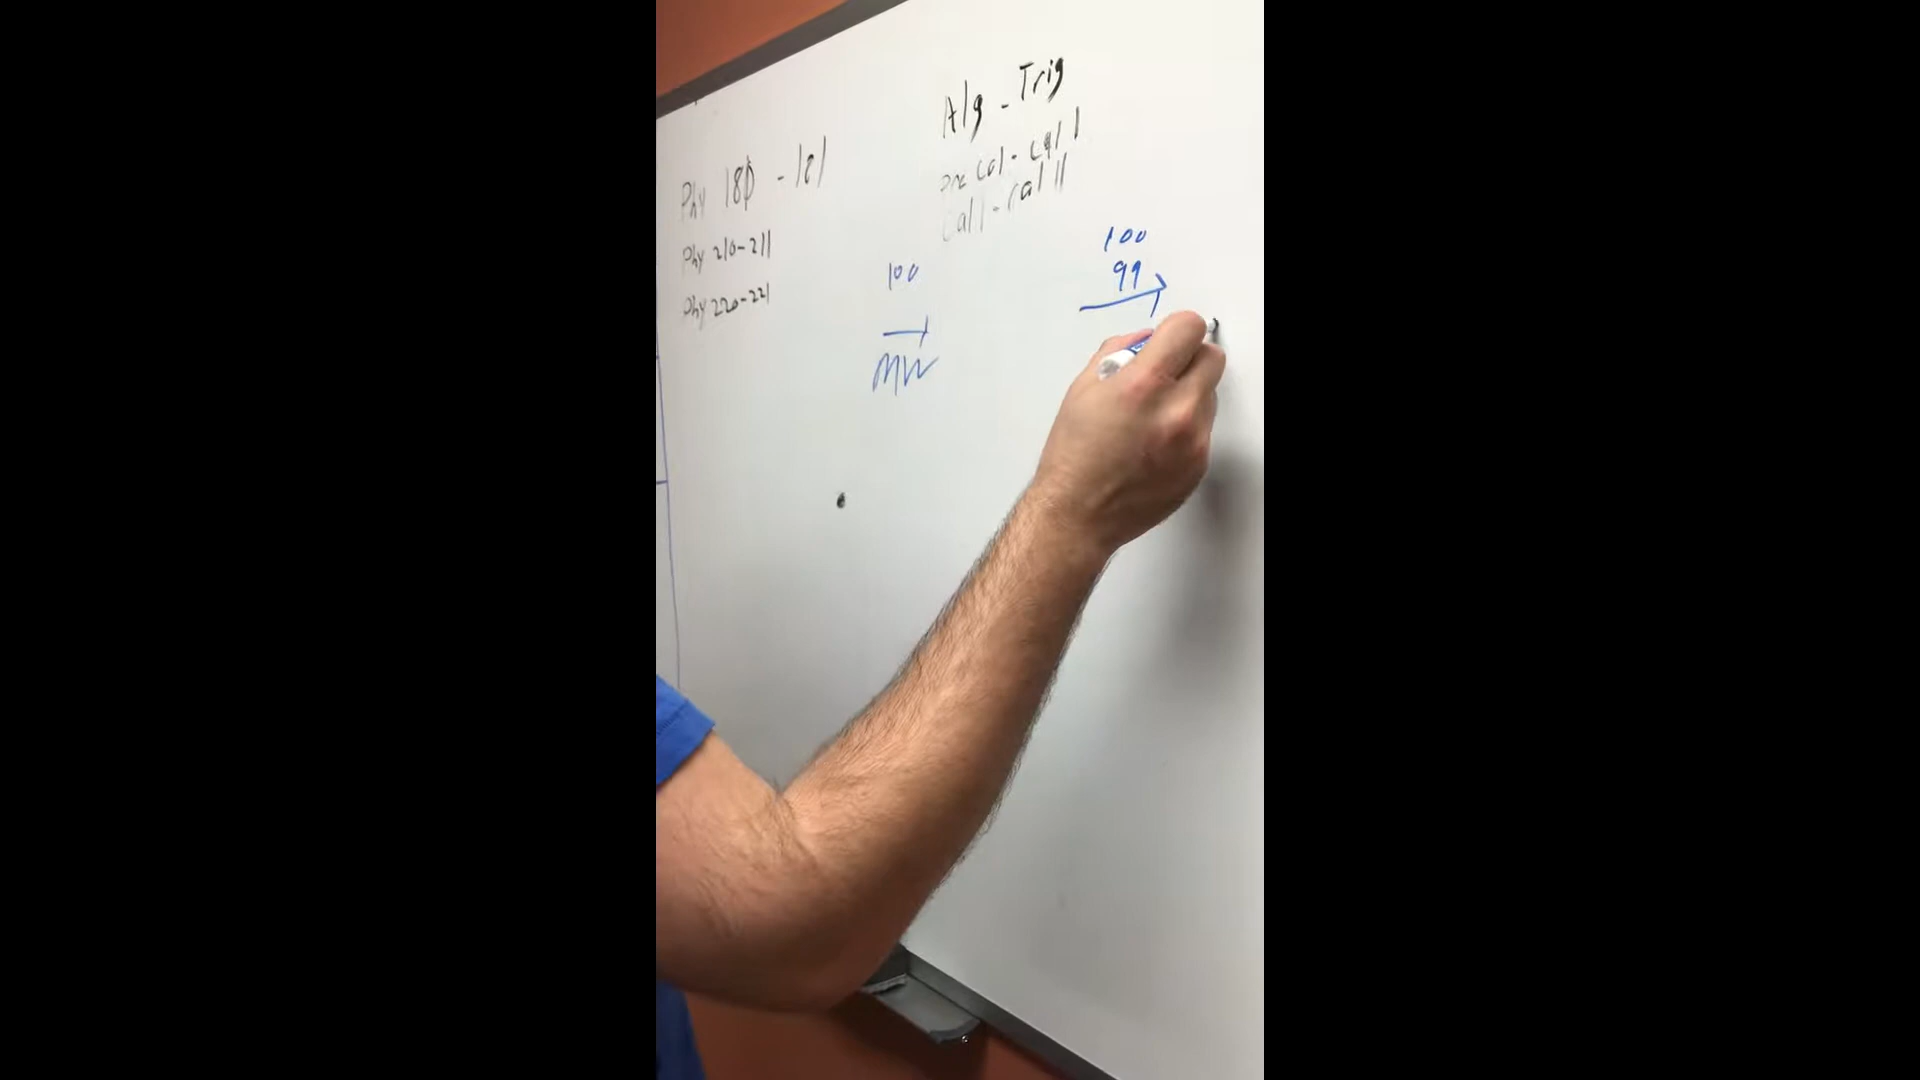 Alg - Trig
Phy 180 - 181
Pre Cal - Cal I
Cal I - Cal II
Phy 210-211
Phy 220-221
100
100
99
MW